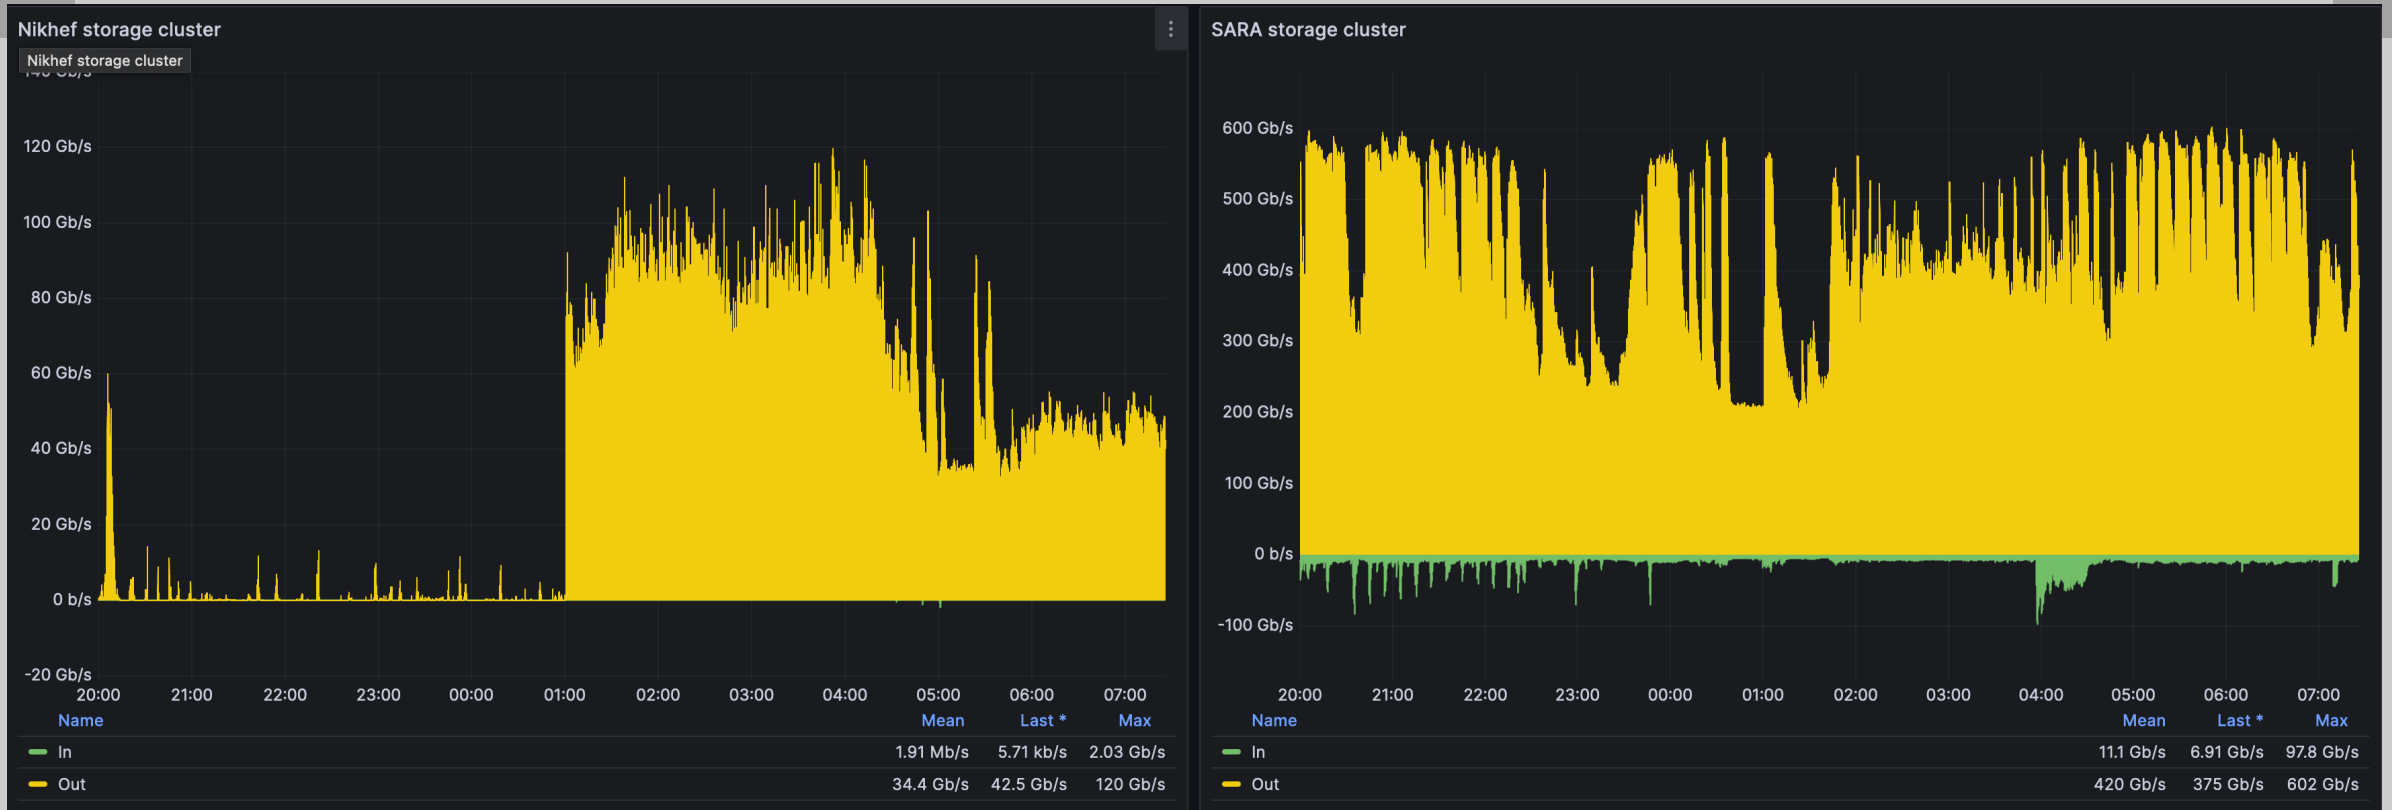 Nikhef storage cluster
Nikhef storage cluster
120 Gb/s
100 Gb/s
80 Gb/s
60 Gb/s
40 Gb/s
20 Gb/s
0 b/s
-20 Gb/s
20:00 21:00 22:00 23:00 00:00 01:00 02:00 03:00 04:00 05:00 06:00 07:00
Name Mean Last * Max
In 1.91 Mb/s 5.71 kb/s 2.03 Gb/s
Out 34.4 Gb/s 42.5 Gb/s 120 Gb/s
SARA storage cluster
600 Gb/s
500 Gb/s
400 Gb/s
300 Gb/s
200 Gb/s
100 Gb/s
0 b/s
-100 Gb/s
20:00 21:00 22:00 23:00 00:00 01:00 02:00 03:00 04:00 05:00 06:00 07:00
Name Mean Last * Max
In 11.1 Gb/s 6.91 Gb/s 97.8 Gb/s
Out 420 Gb/s 375 Gb/s 602 Gb/s